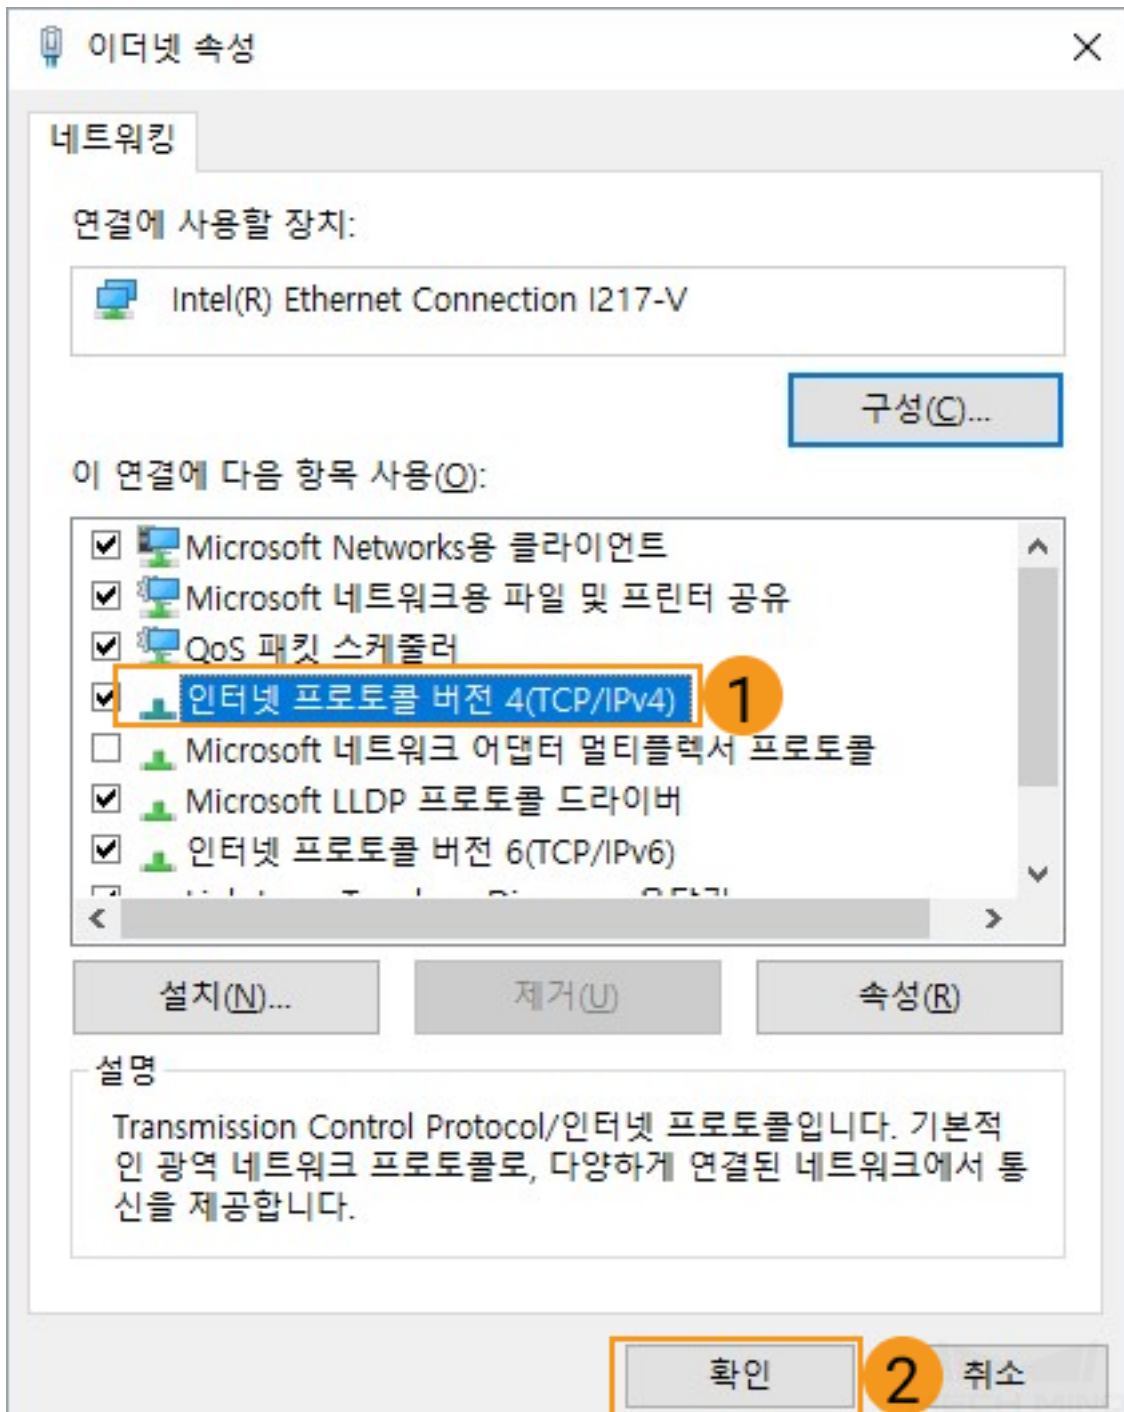 이더넷 속성
네트워킹
연결에 사용할 장치:
Intel(R) Ethernet Connection I217-V
구성(C)...
이 연결에 다음 항목 사용(O):
Microsoft Networks용 클라이언트
Microsoft 네트워크용 파일 및 프린터 공유
QoS 패킷 스케줄러
인터넷 프로토콜 버전 4(TCP/IPv4)
1
Microsoft 네트워크 어댑터 멀티플렉서 프로토콜
Microsoft LLDP 프로토콜 드라이버
인터넷 프로토콜 버전 6(TCP/IPv6)
설치(N)...
제거(U)
속성(R)
설명
Transmission Control Protocol/인터넷 프로토콜입니다. 기본적
인 광역 네트워크 프로토콜로, 다양하게 연결된 네트워크에서 통
신을 제공합니다.
확인
2
취소